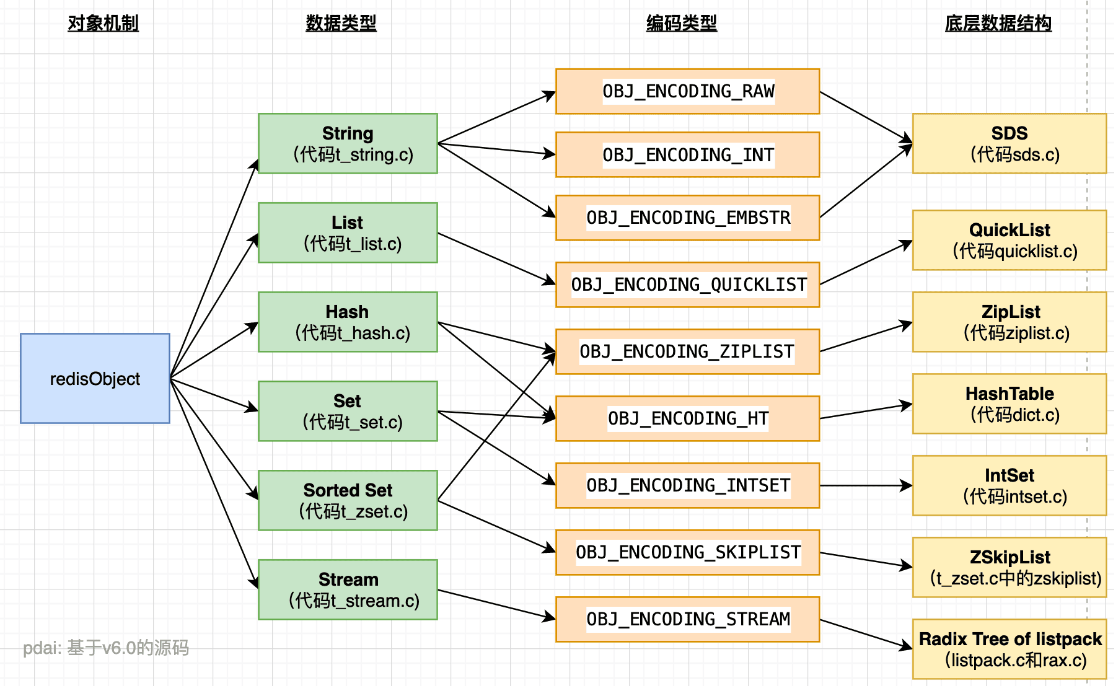 对象机制
数据类型
编码类型
底层数据结构
redisObject
String
（代码t_string.c)
List
（代码t_list.c)
Hash
（代码t_hash.c)
Set
（代码t_set.c)
Sorted Set
（代码t_zset.c)
Stream
（代码t_stream.c)
OBJ_ENCODING_RAW
OBJ_ENCODING_INT
OBJ_ENCODING_EMBSTR
OBJ_ENCODING_QUICKLIST
OBJ_ENCODING_ZIPLIST
OBJ_ENCODING_HT
OBJ_ENCODING_INTSET
OBJ_ENCODING_SKIPLIST
OBJ_ENCODING_STREAM
SDS
（代码sds.c)
QuickList
（代码quicklist.c)
ZipList
（代码ziplist.c)
HashTable
（代码dict.c)
IntSet
（代码intset.c)
ZSkipList
（t_zset.c中的zskiplist)
Radix Tree of listpack
（listpack.c和rax.c)
pdai: 基于v6.0的源码